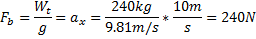 F_b = W_t/g = a_x = 240kg/9.81m/s * 10m/s = 240N